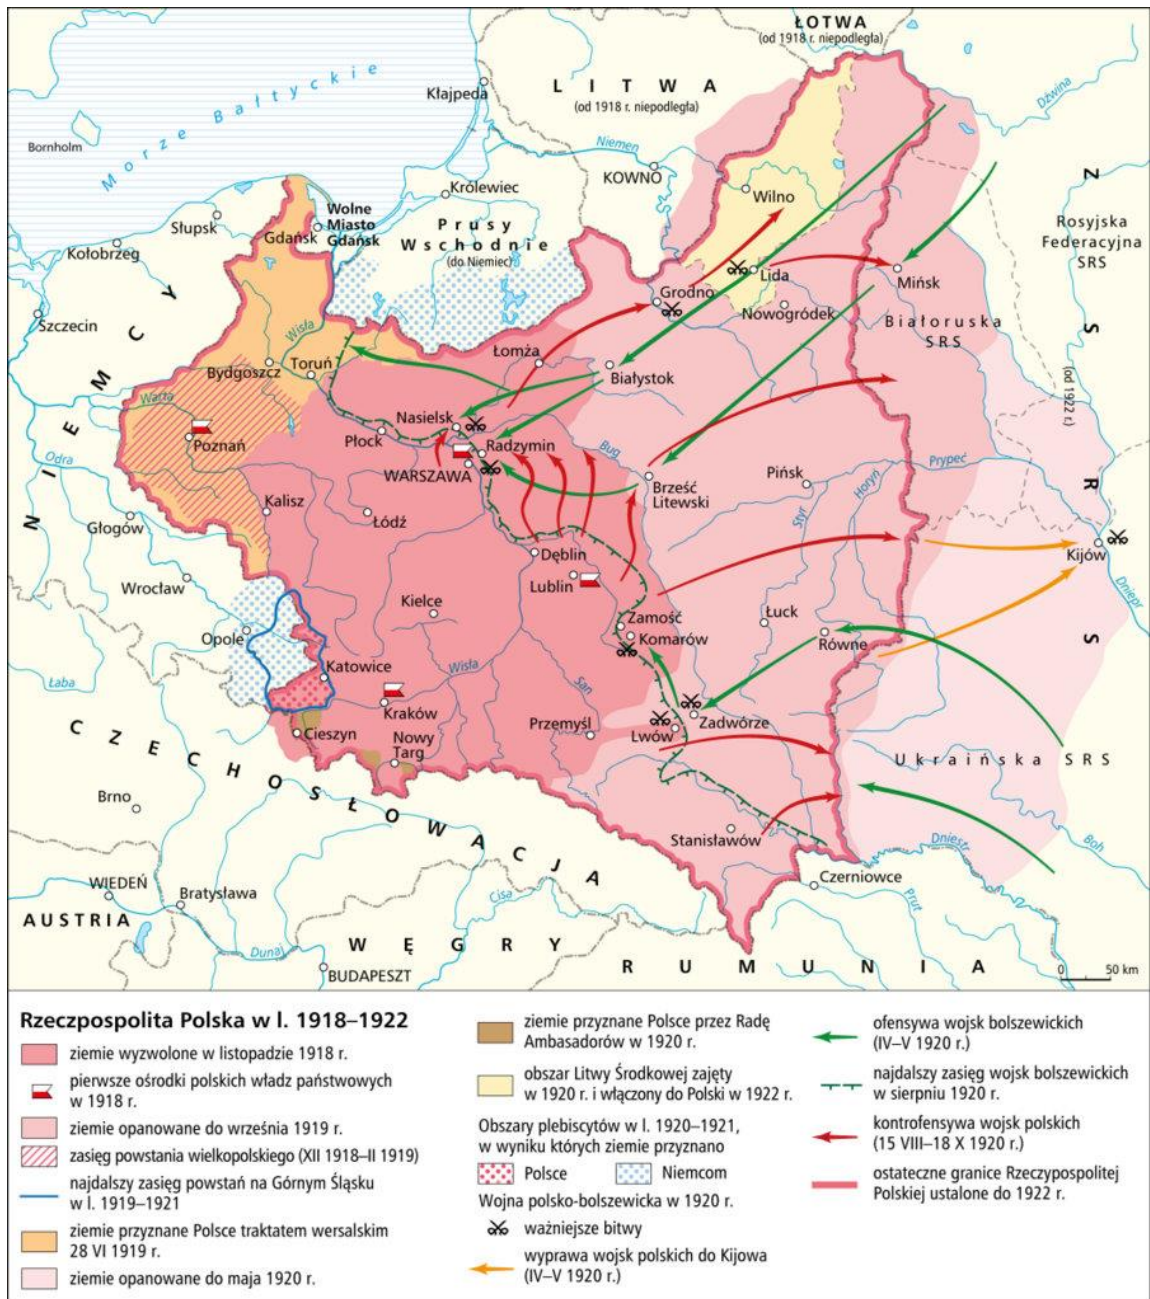 ŁOTWA
(od 1918 r. niepodległa)
LITWA
(od 1918 r. niepodległa)
Morze Bałtyckie
Bornholm
Kłajpeda
Dźwina
Niemen
KOWNO
Wilno
ZSRS
(od 1922 r.)
Rosyjska
Federacyjna
SRS
Królewiec
Prusy
Wschodnie
(do Niemiec)
Wolne
Miasto
Gdańsk
Gdańsk
Słupsk
Kołobrzeg
Szczecin
NIEMCY
Lida
Mińsk
Grodno
Nowogródek
Białoruska
SRS
Wisła
Toruń
Bydgoszcz
Łomża
Białystok
Warta
Poznań
Nasielsk
Płock
Radzymin
WARSZAWA
Bug
Brześć
Litewski
Pińsk
Horyń
Prypeć
Styr
Odra
Głogów
Kalisz
Łódź
Dęblin
Lublin
Kijów
Dniepr
Wrocław
Opole
Kielce
Zamość
Komarów
Łuck
Równe
Łaba
Katowice
Wisła
Kraków
San
Cieszyn
Nowy
Targ
Przemyśl
Lwów
Zadwórze
Ukraińska SRS
CZECHOSŁOWACJA
Brno
Stanisławów
Dniestr
Boh
WIEDEŃ
Bratysława
Czerniowce
AUSTRIA
Cisa
Prut
Dunaj
WĘGRY
BUDAPESZT
RUMUNIA
0 50 km
Rzeczpospolita Polska w l. 1918–1922
ziemie wyzwolone w listopadzie 1918 r.
pierwsze ośrodki polskich władz państwowych
w 1918 r.
ziemie opanowane do września 1919 r.
zasięg powstania wielkopolskiego (XII 1918–II 1919)
najdalszy zasięg powstań na Górnym Śląsku
w l. 1919–1921
ziemie przyznane Polsce traktatem wersalskim
28 VI 1919 r.
ziemie opanowane do maja 1920 r.
ziemie przyznane Polsce przez Radę
Ambasadorów w 1920 r.
obszar Litwy Środkowej zajęty
w 1920 r. i włączony do Polski w 1922 r.
Obszary plebiscytów w l. 1920–1921,
w wyniku których ziemie przyznano
Polsce
Niemcom
Wojna polsko-bolszewicka w 1920 r.
ważniejsze bitwy
wyprawa wojsk polskich do Kijowa
(IV–V 1920 r.)
ofensywa wojsk bolszewickich
(IV–V 1920 r.)
najdalszy zasięg wojsk bolszewickich
w sierpniu 1920 r.
kontrofensywa wojsk polskich
(15 VIII–18 X 1920 r.)
ostateczne granice Rzeczypospolitej
Polskiej ustalone do 1922 r.